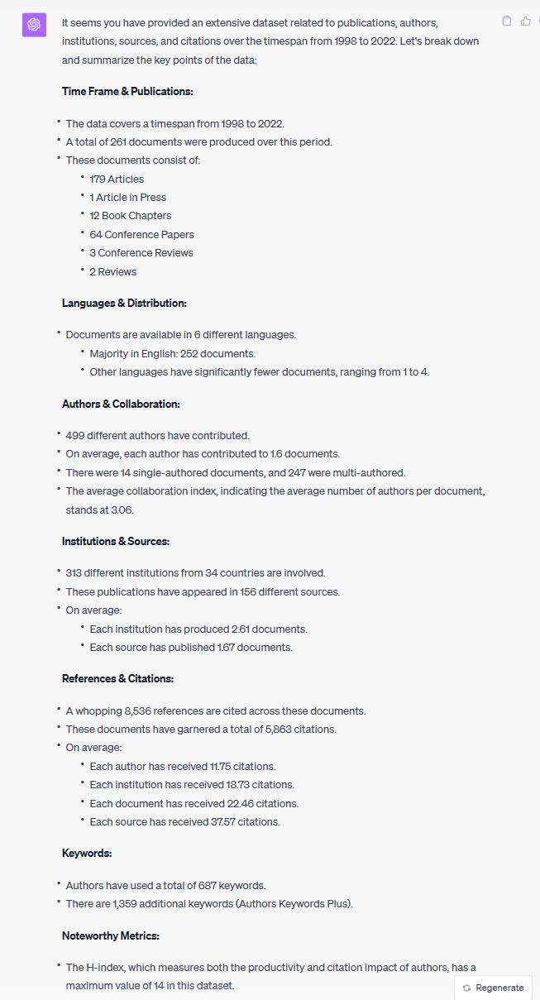 It seems you have provided an extensive dataset related to publications, authors,
institutions, sources, and citations over the timespan from 1998 to 2022. Let's break down
and summarize the key points of the data:
Time Frame & Publications:
• The data covers a timespan from 1998 to 2022.
• A total of 261 documents were produced over this period.
• These documents consist of:
• 179 Articles
• 1 Article in Press
• 12 Book Chapters
• 64 Conference Papers
• 3 Conference Reviews
• 2 Reviews
Languages & Distribution:
• Documents are available in 6 different languages.
• Majority in English: 252 documents.
• Other languages have significantly fewer documents, ranging from 1 to 4.
Authors & Collaboration:
• 499 different authors have contributed.
• On average, each author has contributed to 1.6 documents.
• There were 14 single-authored documents, and 247 were multi-authored.
• The average collaboration index, indicating the average number of authors per document,
stands at 3.06.
Institutions & Sources:
• 313 different institutions from 34 countries are involved.
• These publications have appeared in 156 different sources.
• On average:
• Each institution has produced 2.61 documents.
• Each source has published 1.67 documents.
References & Citations:
• A whopping 8,536 references are cited across these documents.
• These documents have garnered a total of 5,863 citations.
• On average:
• Each author has received 11.75 citations.
• Each institution has received 18.73 citations.
• Each document has received 22.46 citations.
• Each source has received 37.57 citations.
Keywords:
• Authors have used a total of 687 keywords.
• There are 1,359 additional keywords (Authors Keywords Plus).
Noteworthy Metrics:
• The H-index, which measures both the productivity and citation impact of authors, has a
maximum value of 14 in this dataset.
Regenerate